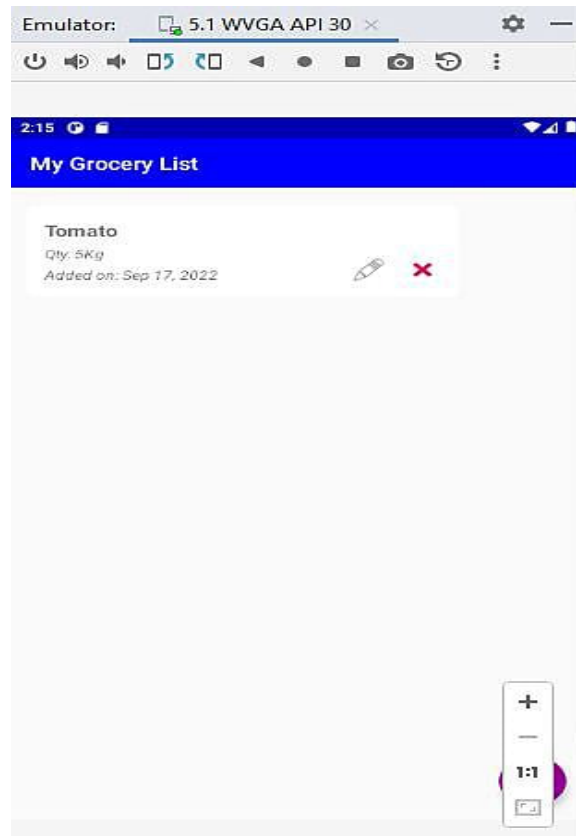 Emulator: 5.1 WVGA API 30
2:15
My Grocery List
Tomato
Qty: 5Kg
Added on: Sep 17, 2022
1:1